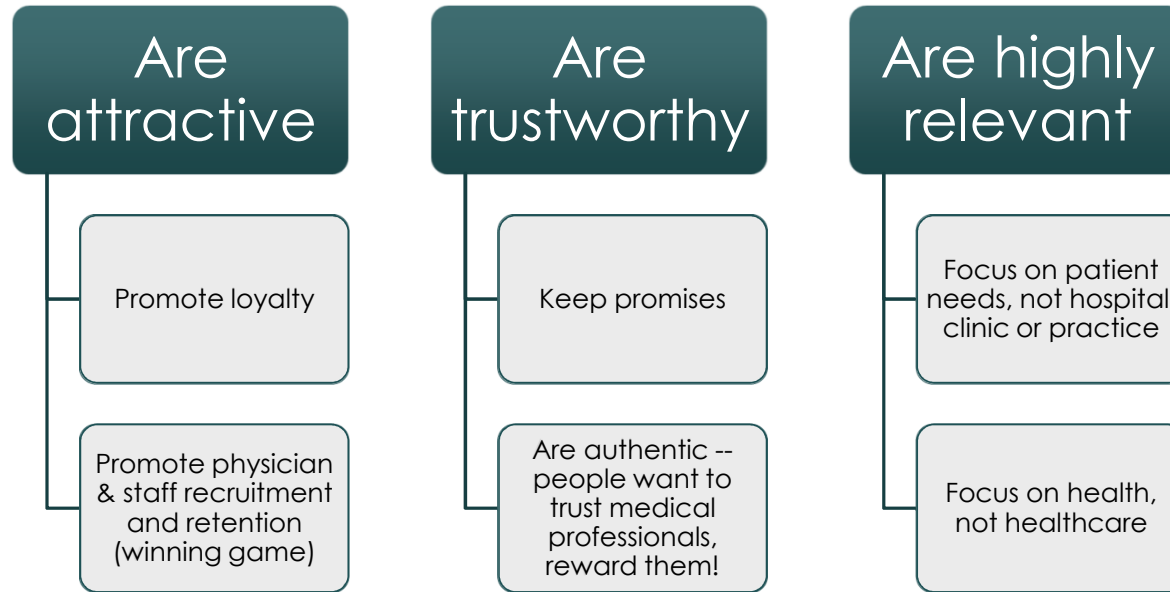 Are
attractive
Promote loyalty
Promote physician
& staff recruitment
and retention
(winning game)
Are
trustworthy
Keep promises
Are authentic --
people want to
trust medical
professionals,
reward them!
Are highly
relevant
Focus on patient
needs, not hospital
clinic or practice
Focus on health,
not healthcare